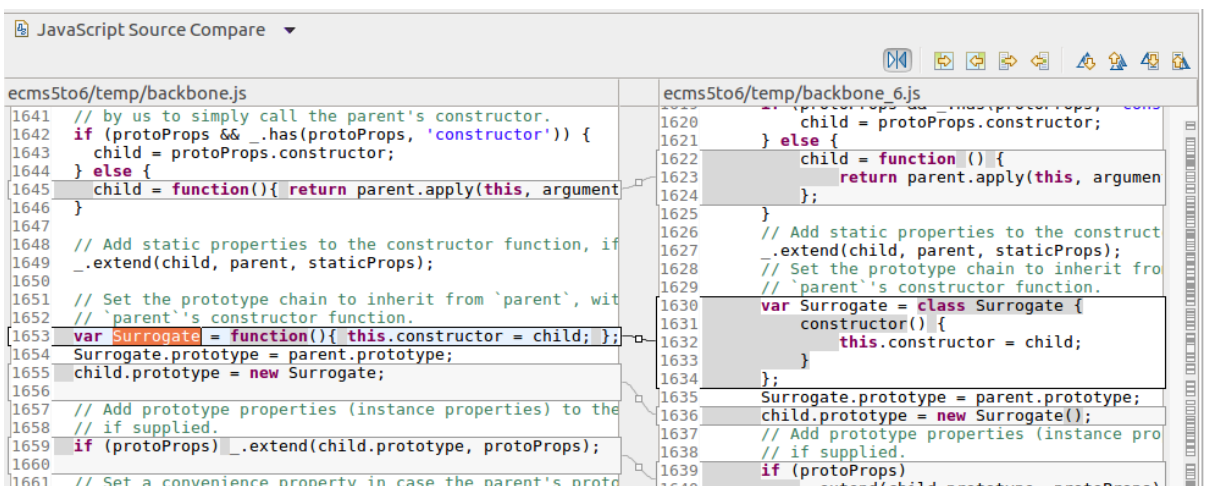 JavaScript Source Compare
ecms5to6/temp/backbone.js
1641 // by us to simply call the parent's constructor.
1642 if (protoProps && _.has(protoProps, 'constructor')) {
1643 child = protoProps.constructor;
1644 } else {
1645 child = function(){ return parent.apply(this, argument
1646 }
1647
1648 // Add static properties to the constructor function, if
1649 _.extend(child, parent, staticProps);
1650
1651 // Set the prototype chain to inherit from `parent`, wit
1652 // `parent`'s constructor function.
1653 var Surrogate = function(){ this.constructor = child; };
1654 Surrogate.prototype = parent.prototype;
1655 child.prototype = new Surrogate;
1656
1657 // Add prototype properties (instance properties) to the
1658 // if supplied.
1659 if (protoProps) _.extend(child.prototype, protoProps);
1660
1661 // Set a convenience property in case the parent's proto
ecms5to6/temp/backbone_6.js
1620 child = protoProps.constructor;
1621 } else {
1622 child = function () {
1623 return parent.apply(this, argumen
1624 };
1625 }
1626 // Add static properties to the construct
1627 _.extend(child, parent, staticProps);
1628 // Set the prototype chain to inherit fro
1629 // `parent`'s constructor function.
1630 var Surrogate = class Surrogate {
1631 constructor() {
1632 this.constructor = child;
1633 }
1634 };
1635 Surrogate.prototype = parent.prototype;
1636 child.prototype = new Surrogate();
1637 // Add prototype properties (instance pro
1638 // if supplied.
1639 if (protoProps)